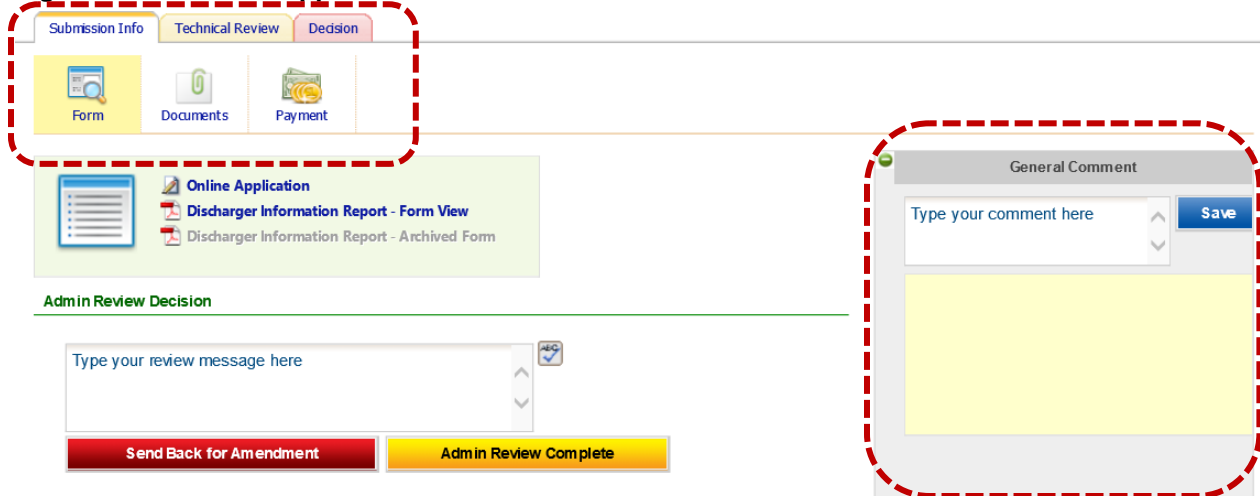 Submission Info Technical Review Decision
Form Documents Payment
Online Application
Discharger Information Report - Form View
Discharger Information Report - Archived Form
Admin Review Decision
Type your review message here
ABC
Send Back for Amendment Admin Review Complete
General Comment
Type your comment here Save